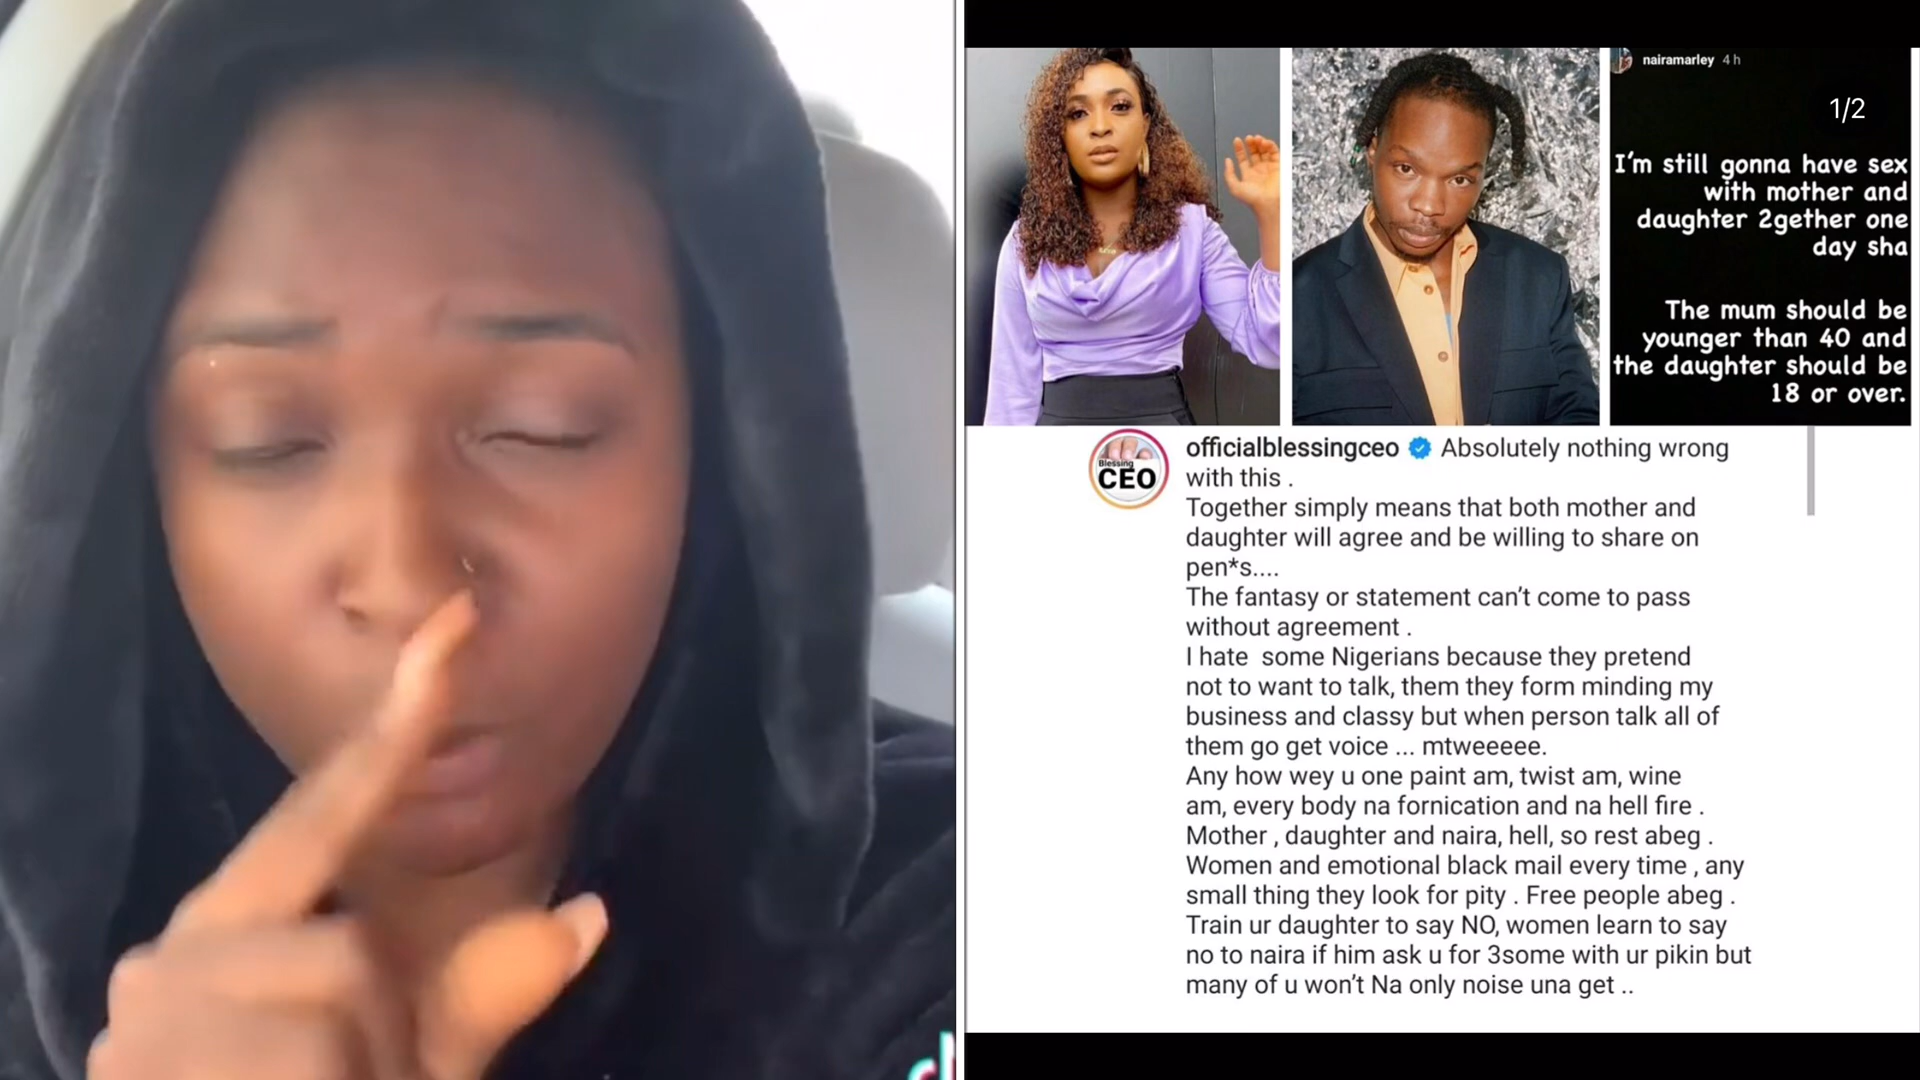 nairamarley 4 h
1/2
I'm still gonna have sex
with mother and
daughter 2gether one
day sha
The mum should be
younger than 40 and
the daughter should be
18 or over.
Blessing
CEO
officialblessingceo Absolutely nothing wrong
with this .
Together simply means that both mother and
daughter will agree and be willing to share on
pen*s....
The fantasy or statement can't come to pass
without agreement .
I hate  some Nigerians because they pretend
not to want to talk, them they form minding my
business and classy but when person talk all of
them go get voice ... mtweeeee.
Any how wey u one paint am, twist am, wine
am, every body na fornication and na hell fire .
Mother , daughter and naira, hell, so rest abeg .
Women and emotional black mail every time , any
small thing they look for pity . Free people abeg .
Train ur daughter to say NO, women learn to say
no to naira if him ask u for 3some with ur pikin but
many of u won't Na only noise una get ..